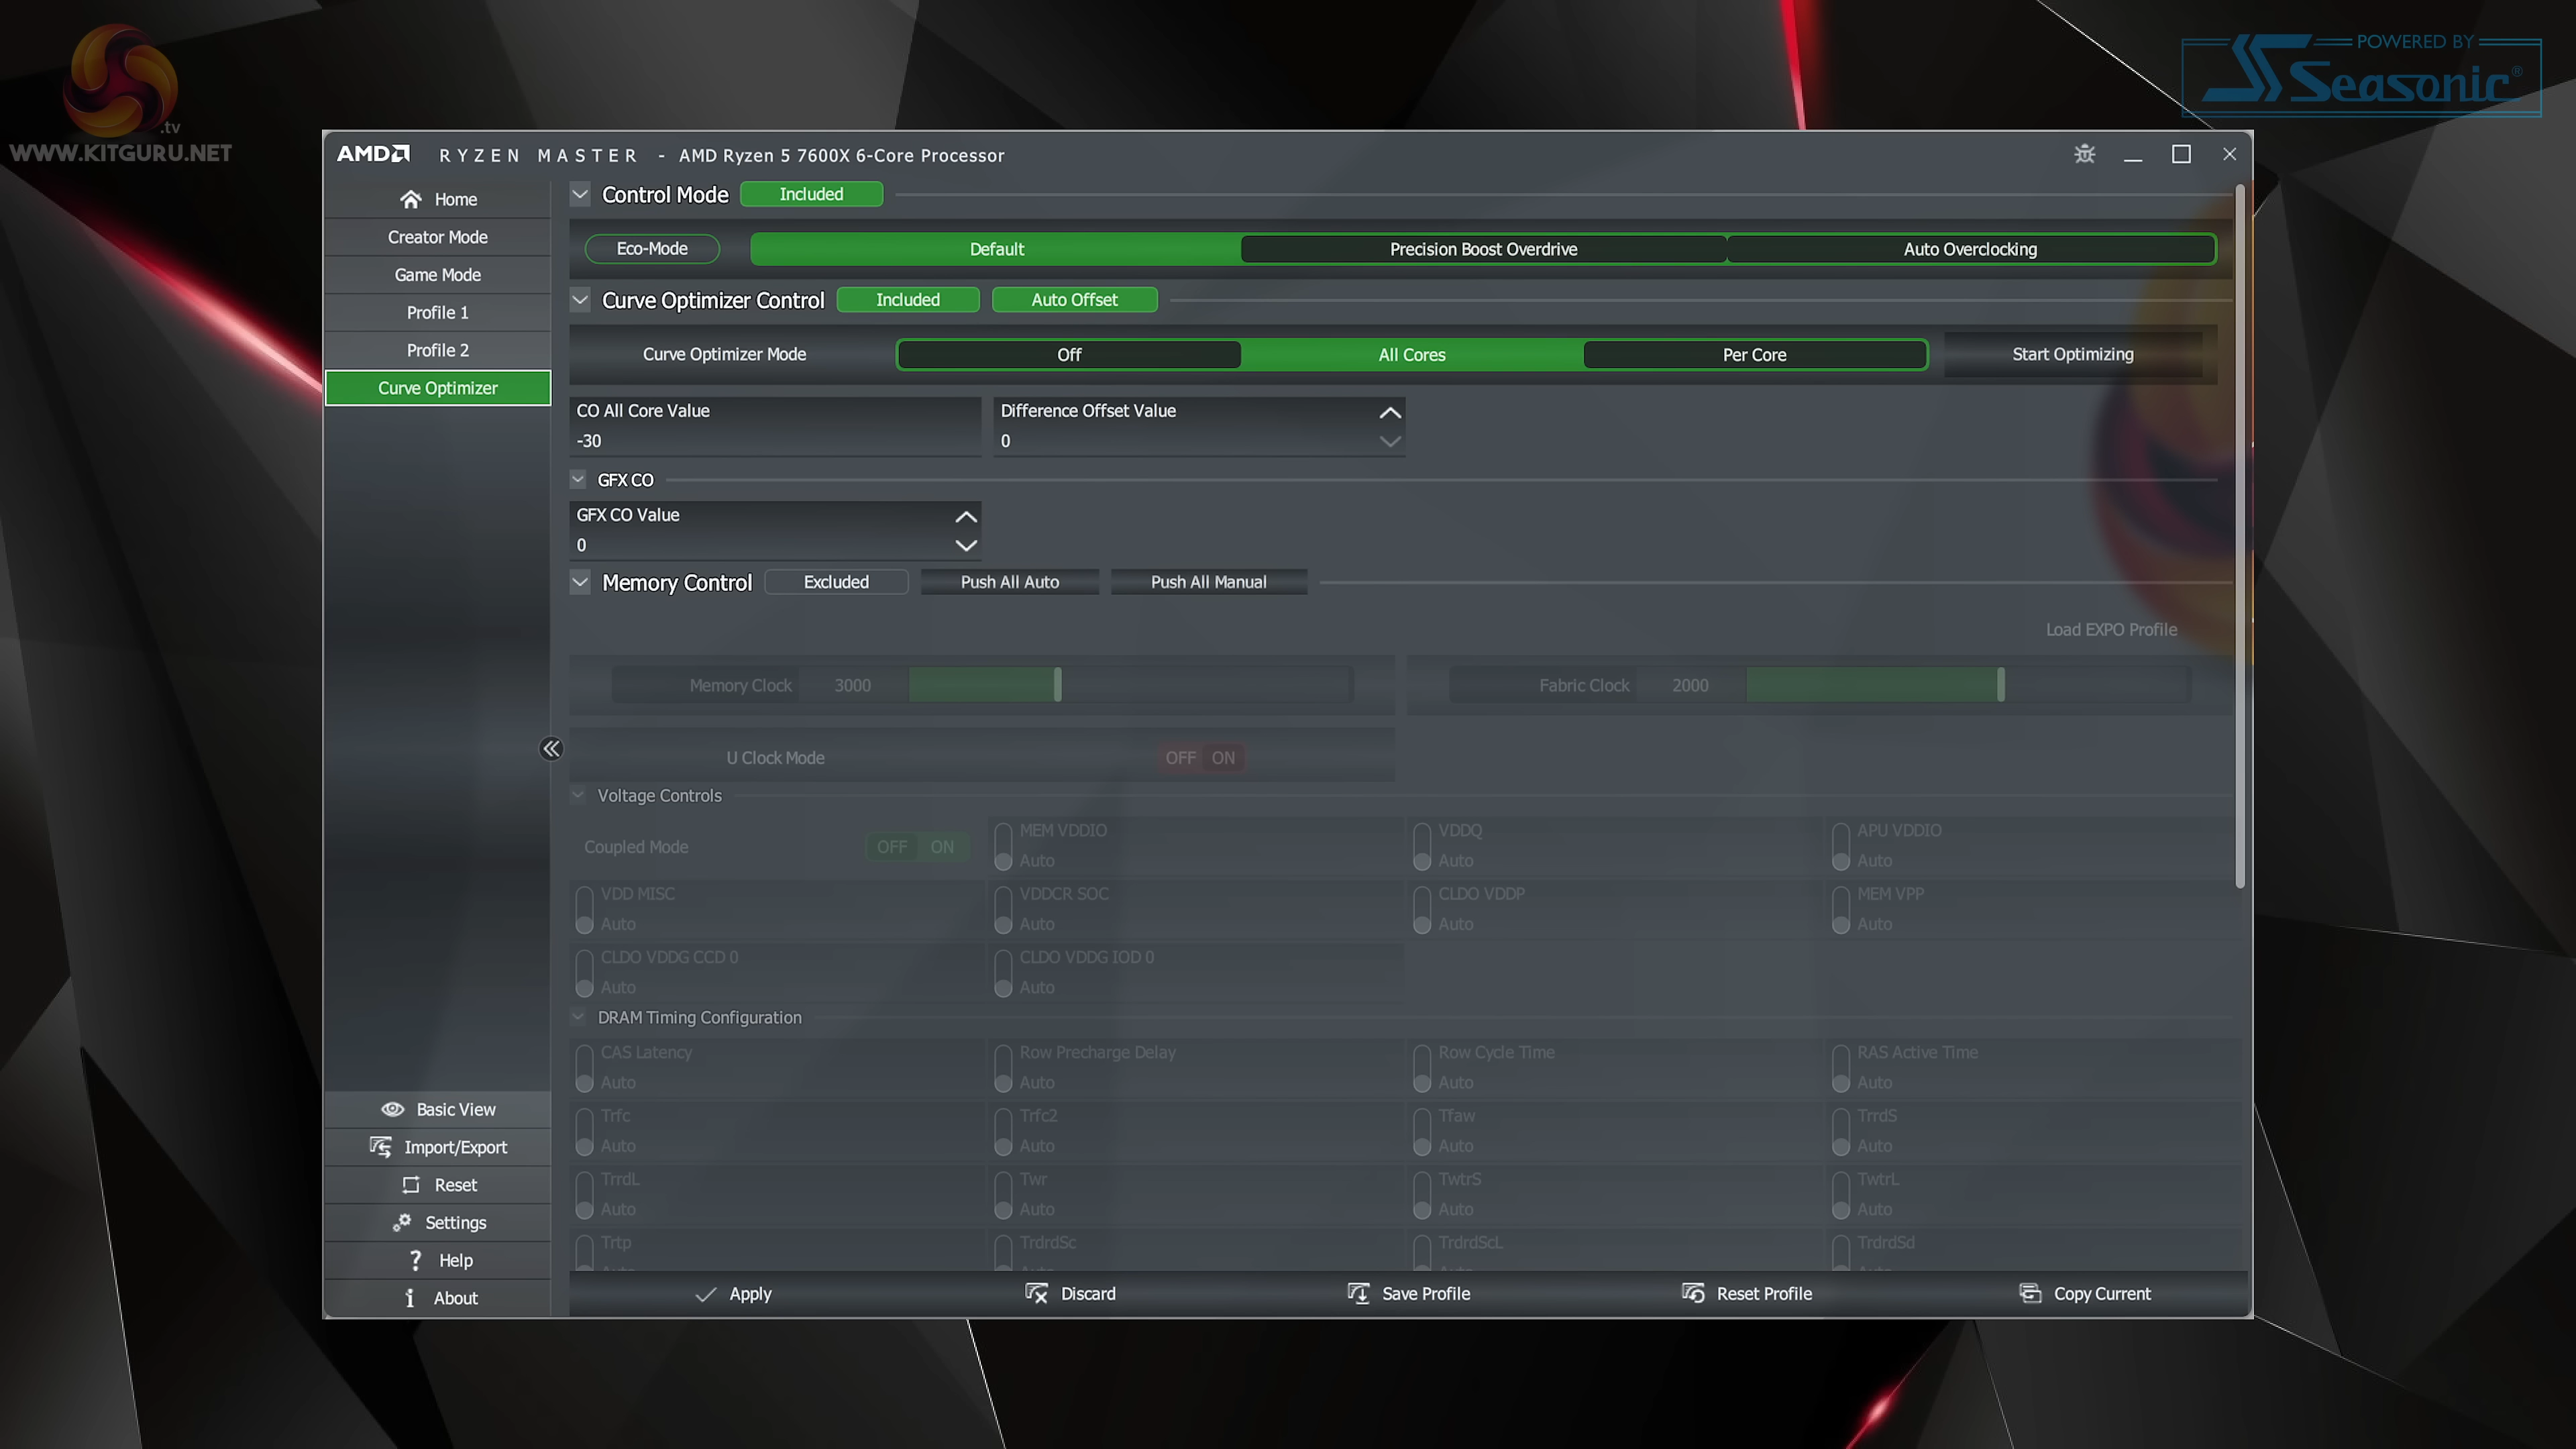 .tv
WWW.KITGURU.NET
POWERED BY
Seasonic®
AMD RYZEN MASTER - AMD Ryzen 5 7600X 6-Core Processor
Home
Creator Mode
Game Mode
Profile 1
Profile 2
Curve Optimizer
Control Mode Included
Eco-Mode Default Precision Boost Overdrive Auto Overclocking
Curve Optimizer Control Included Auto Offset
Curve Optimizer Mode Off All Cores Per Core Start Optimizing
CO All Core Value Difference Offset Value
-30 0
GFX CO
GFX CO Value
0
Memory Control Excluded Push All Auto Push All Manual
Load EXPO Profile
Memory Clock 3000 Fabric Clock 2000
U Clock Mode OFF ON
Voltage Controls
Coupled Mode OFF ON
MEM VDDIO VDDQ APU VDDIO
Auto Auto Auto
VDD MISC VDDCR SOC CLDO VDDP MEM VPP
Auto Auto Auto Auto
CLDO VDDG CCD 0 CLDO VDDG IOD 0
Auto Auto
DRAM Timing Configuration
CAS Latency Row Precharge Delay Row Cycle Time RAS Active Time
Auto Auto Auto Auto
Trfc Trfc2 Tfaw TrrdS
Auto Auto Auto Auto
TrrdL Twr TwtrS TwtrL
Auto Auto Auto Auto
Trtp TrdrdSc TrdrdScL TrdrdSd
Basic View
Import/Export
Reset
Settings
Help
About
Apply Discard Save Profile Reset Profile Copy Current